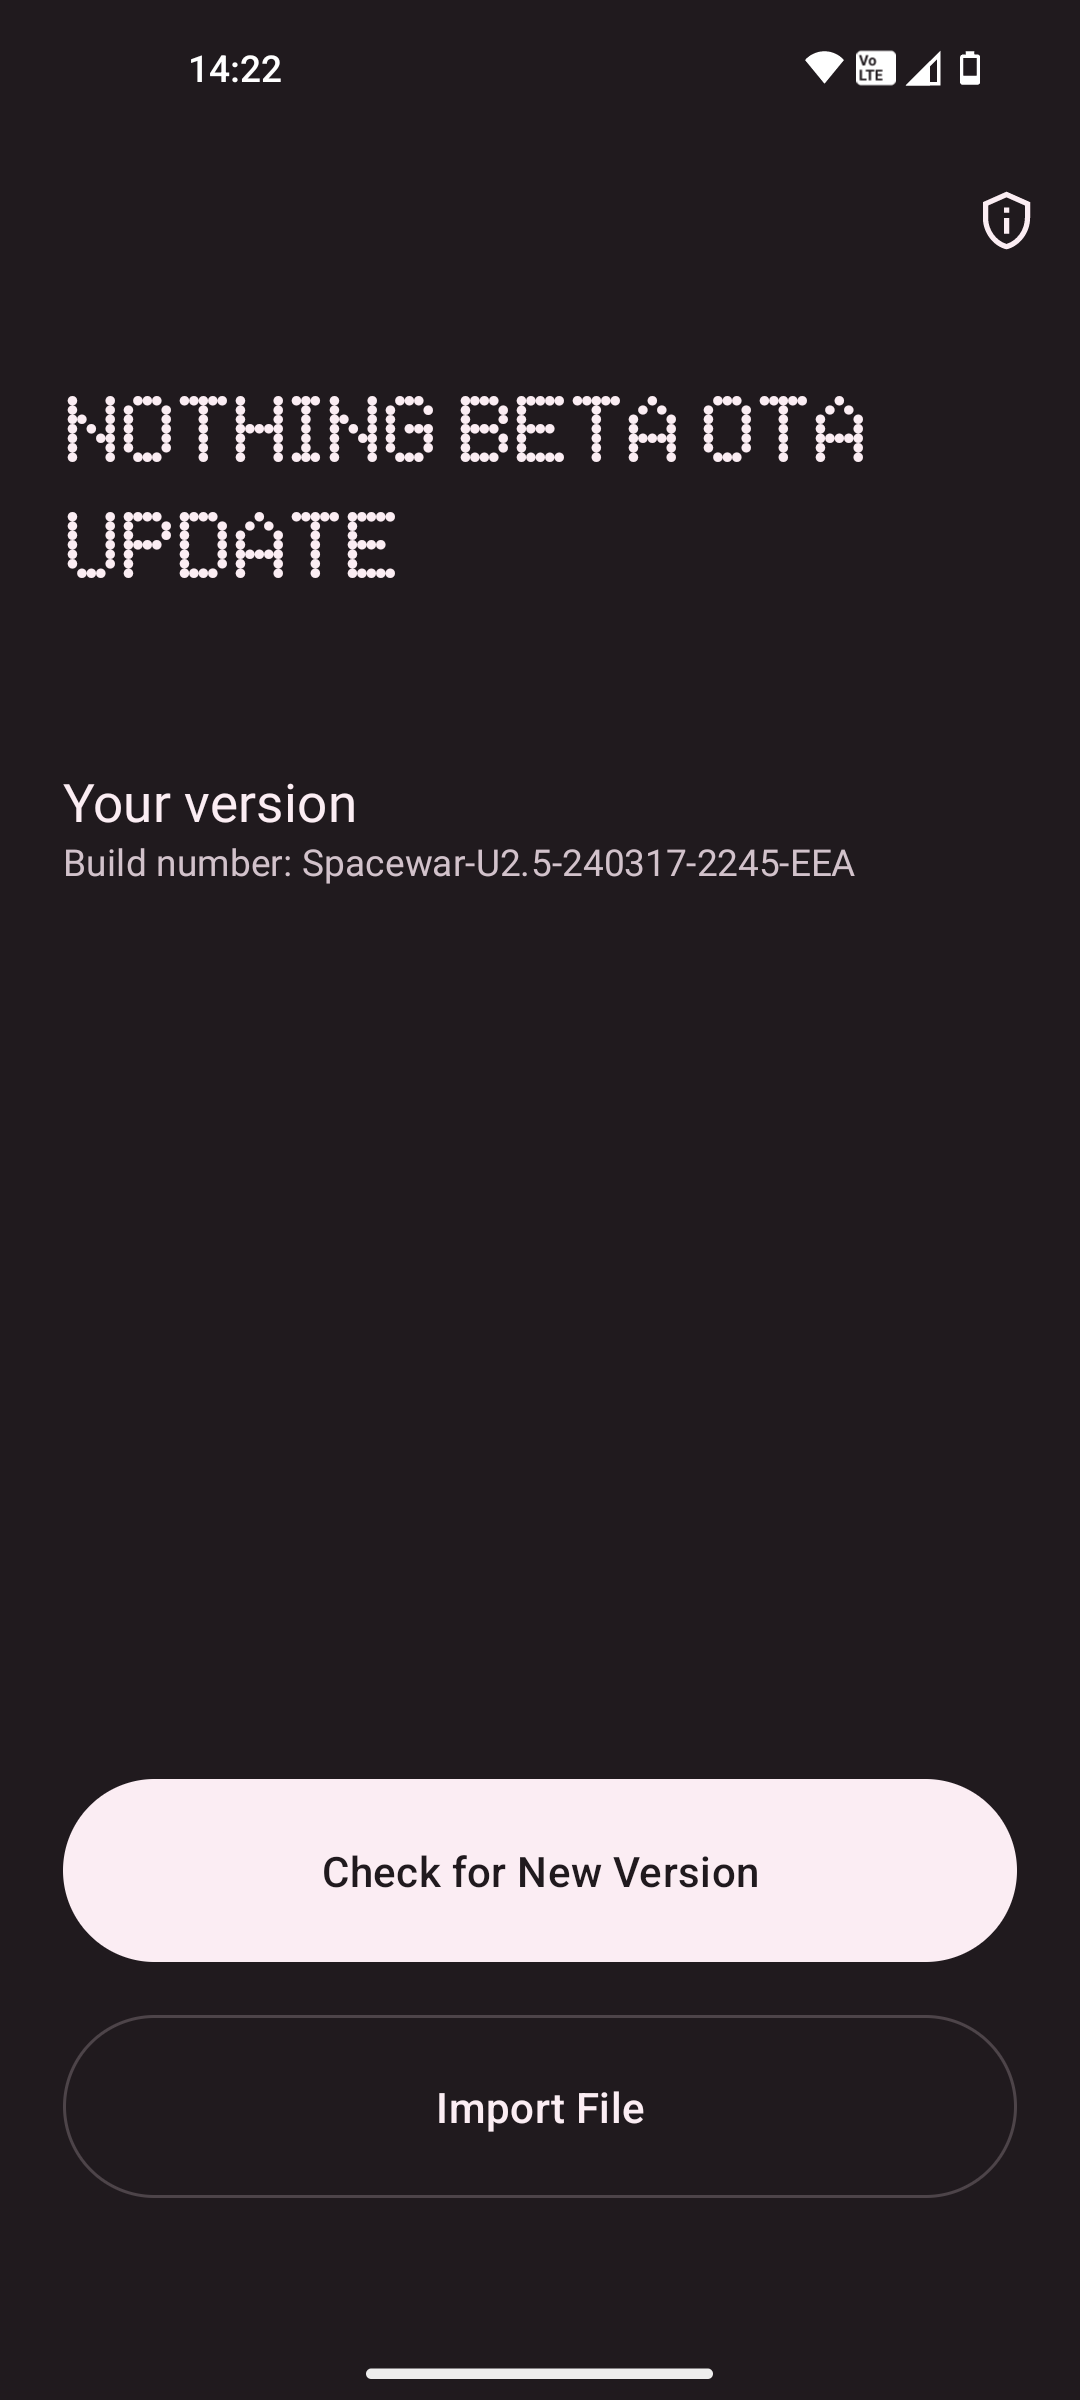 14:22
Vo
LTE
NOTHING BETA OTA
UPDATE
Your version
Build number: Spacewar-U2.5-240317-2245-EEA
Check for New Version
Import File